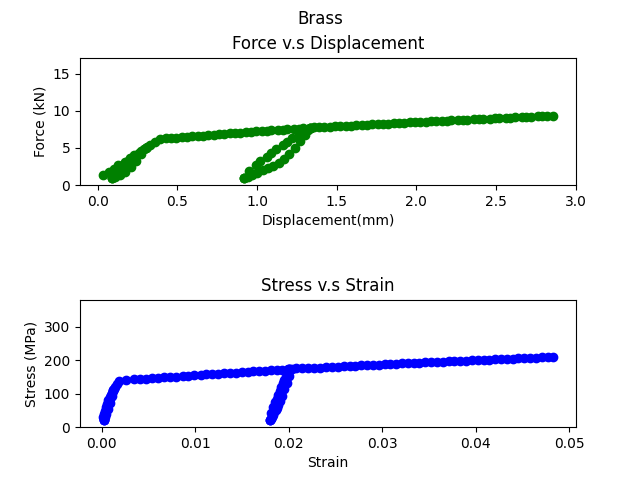 Brass
Force v.s Displacement
15
10
5
0
Force (kN)
0.0 0.5 1.0 1.5 2.0 2.5 3.0
Displacement(mm)
Stress v.s Strain
300
200
100
0
Stress (MPa)
0.00 0.01 0.02 0.03 0.04 0.05
Strain